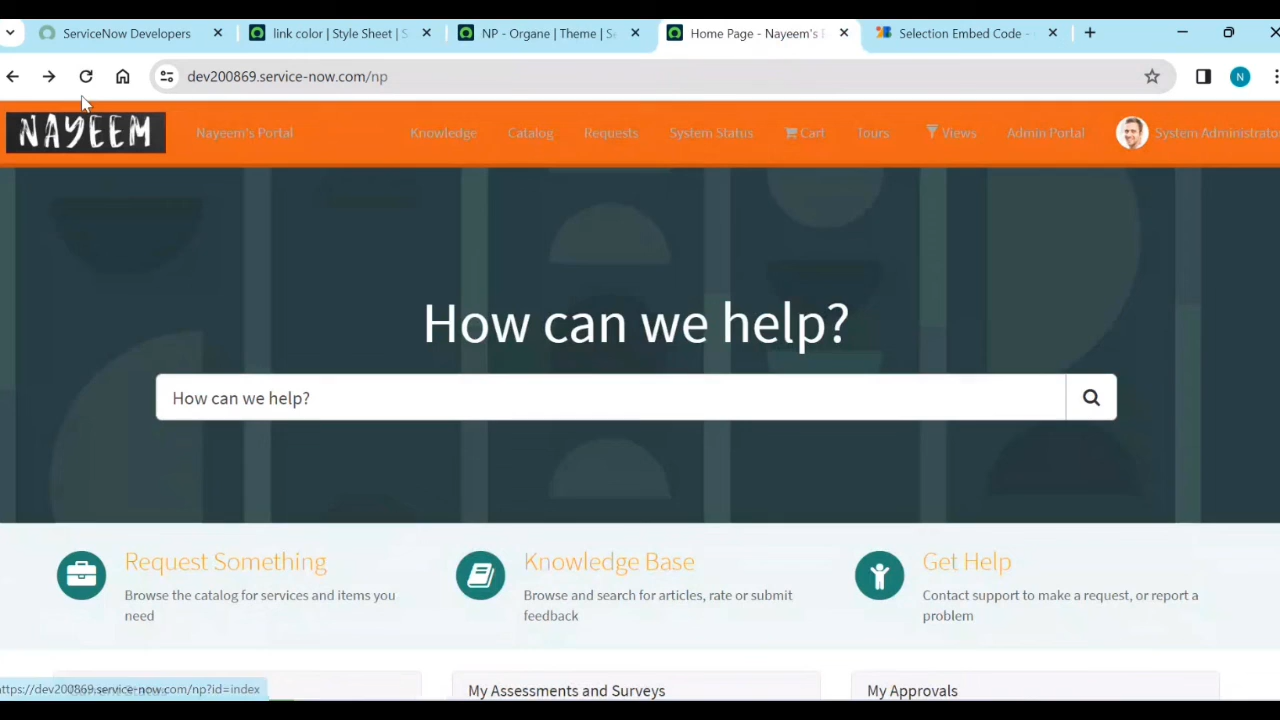 ServiceNow Developers
link color | Style Sheet | S
NP - Organe | Theme | Se
Home Page - Nayeem's
Selection Embed Code -
dev200869.service-now.com/np
N
NAYEEM
Nayeem's Portal
Knowledge
Catalog
Requests
System Status
Cart
Tours
Views
Admin Portal
System Administrato
How can we help?
How can we help?
Request Something
Browse the catalog for services and items you
need
Knowledge Base
Browse and search for articles, rate or submit
feedback
Get Help
Contact support to make a request, or report a
problem
ttps://dev200869.service-now.com/np?id=index
My Assessments and Surveys
My Approvals